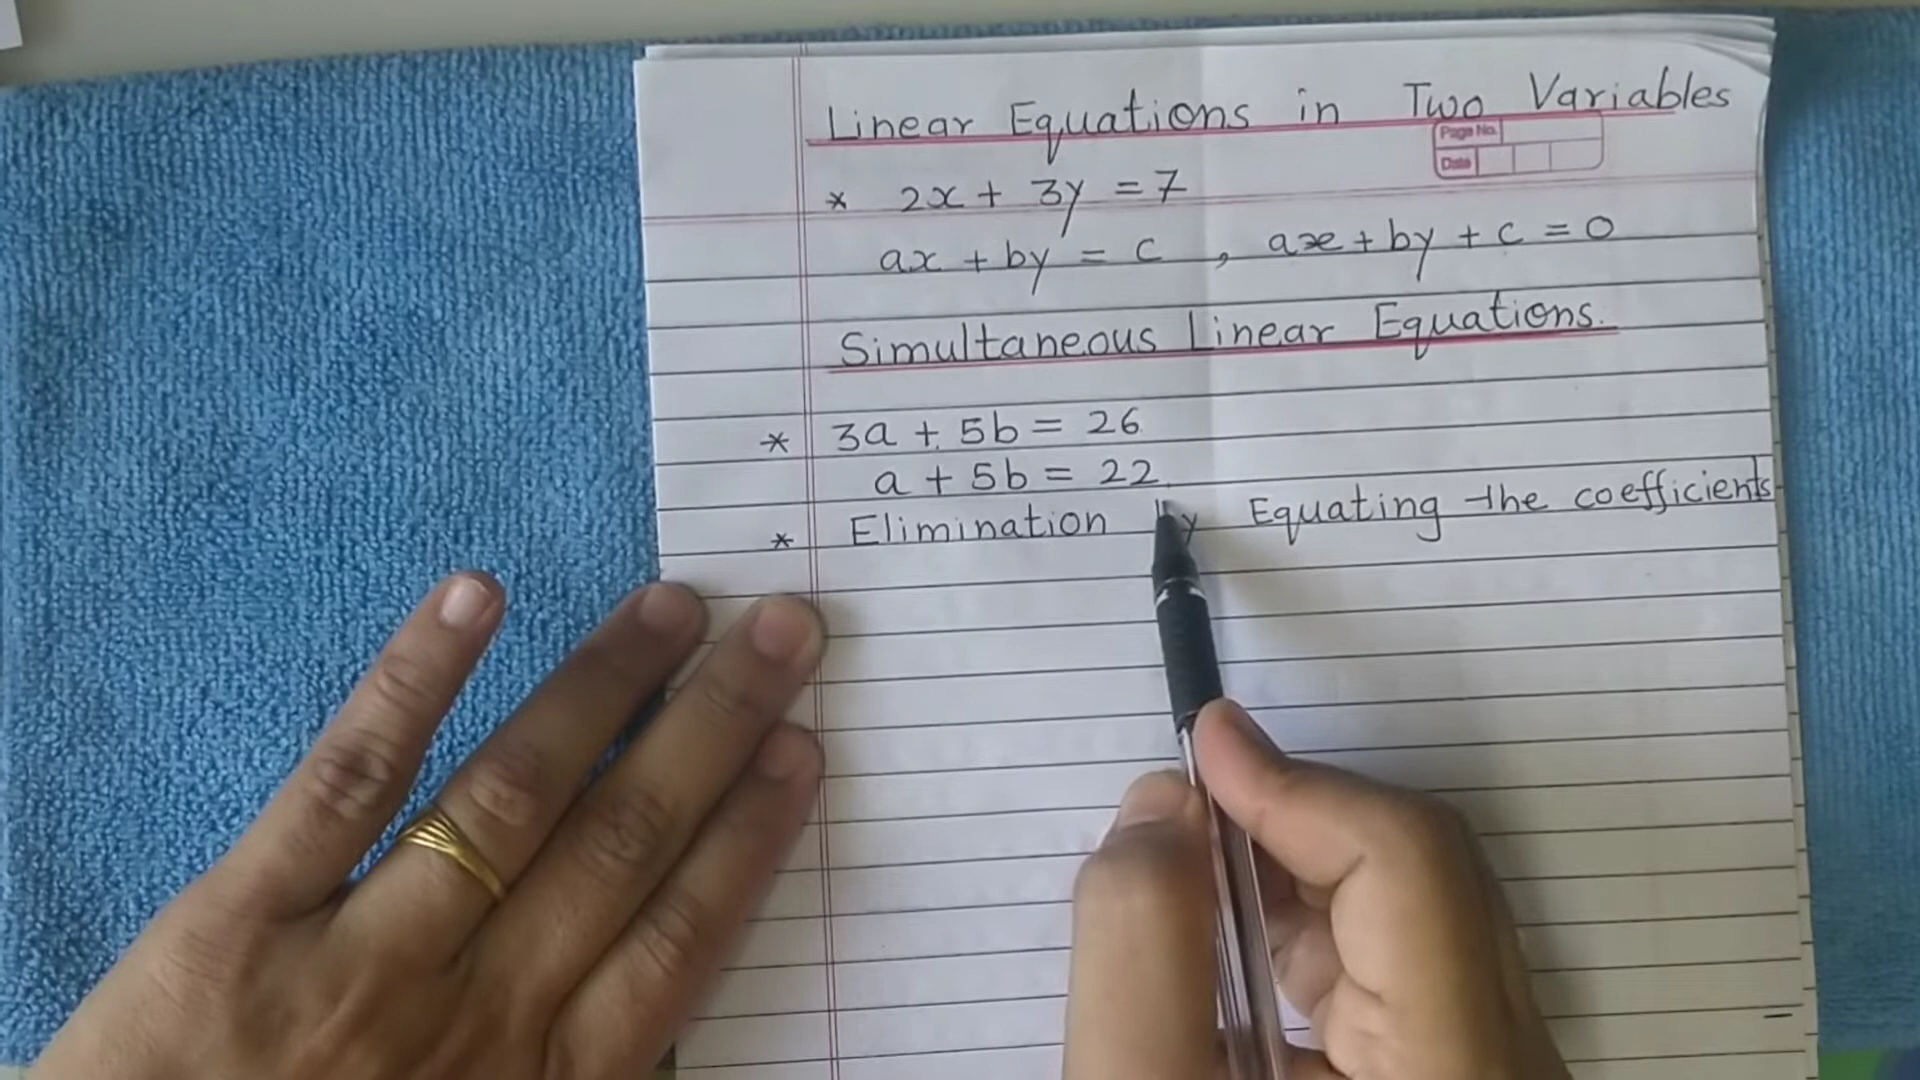 Linear Equations in Two Variables
Page No.
Date
* 2x + 3y = 7
ax + by = c , ax + by + c = 0
Simultaneous Linear Equations.
* 3a + 5b = 26
a + 5b = 22
* Elimination by Equating the coefficients